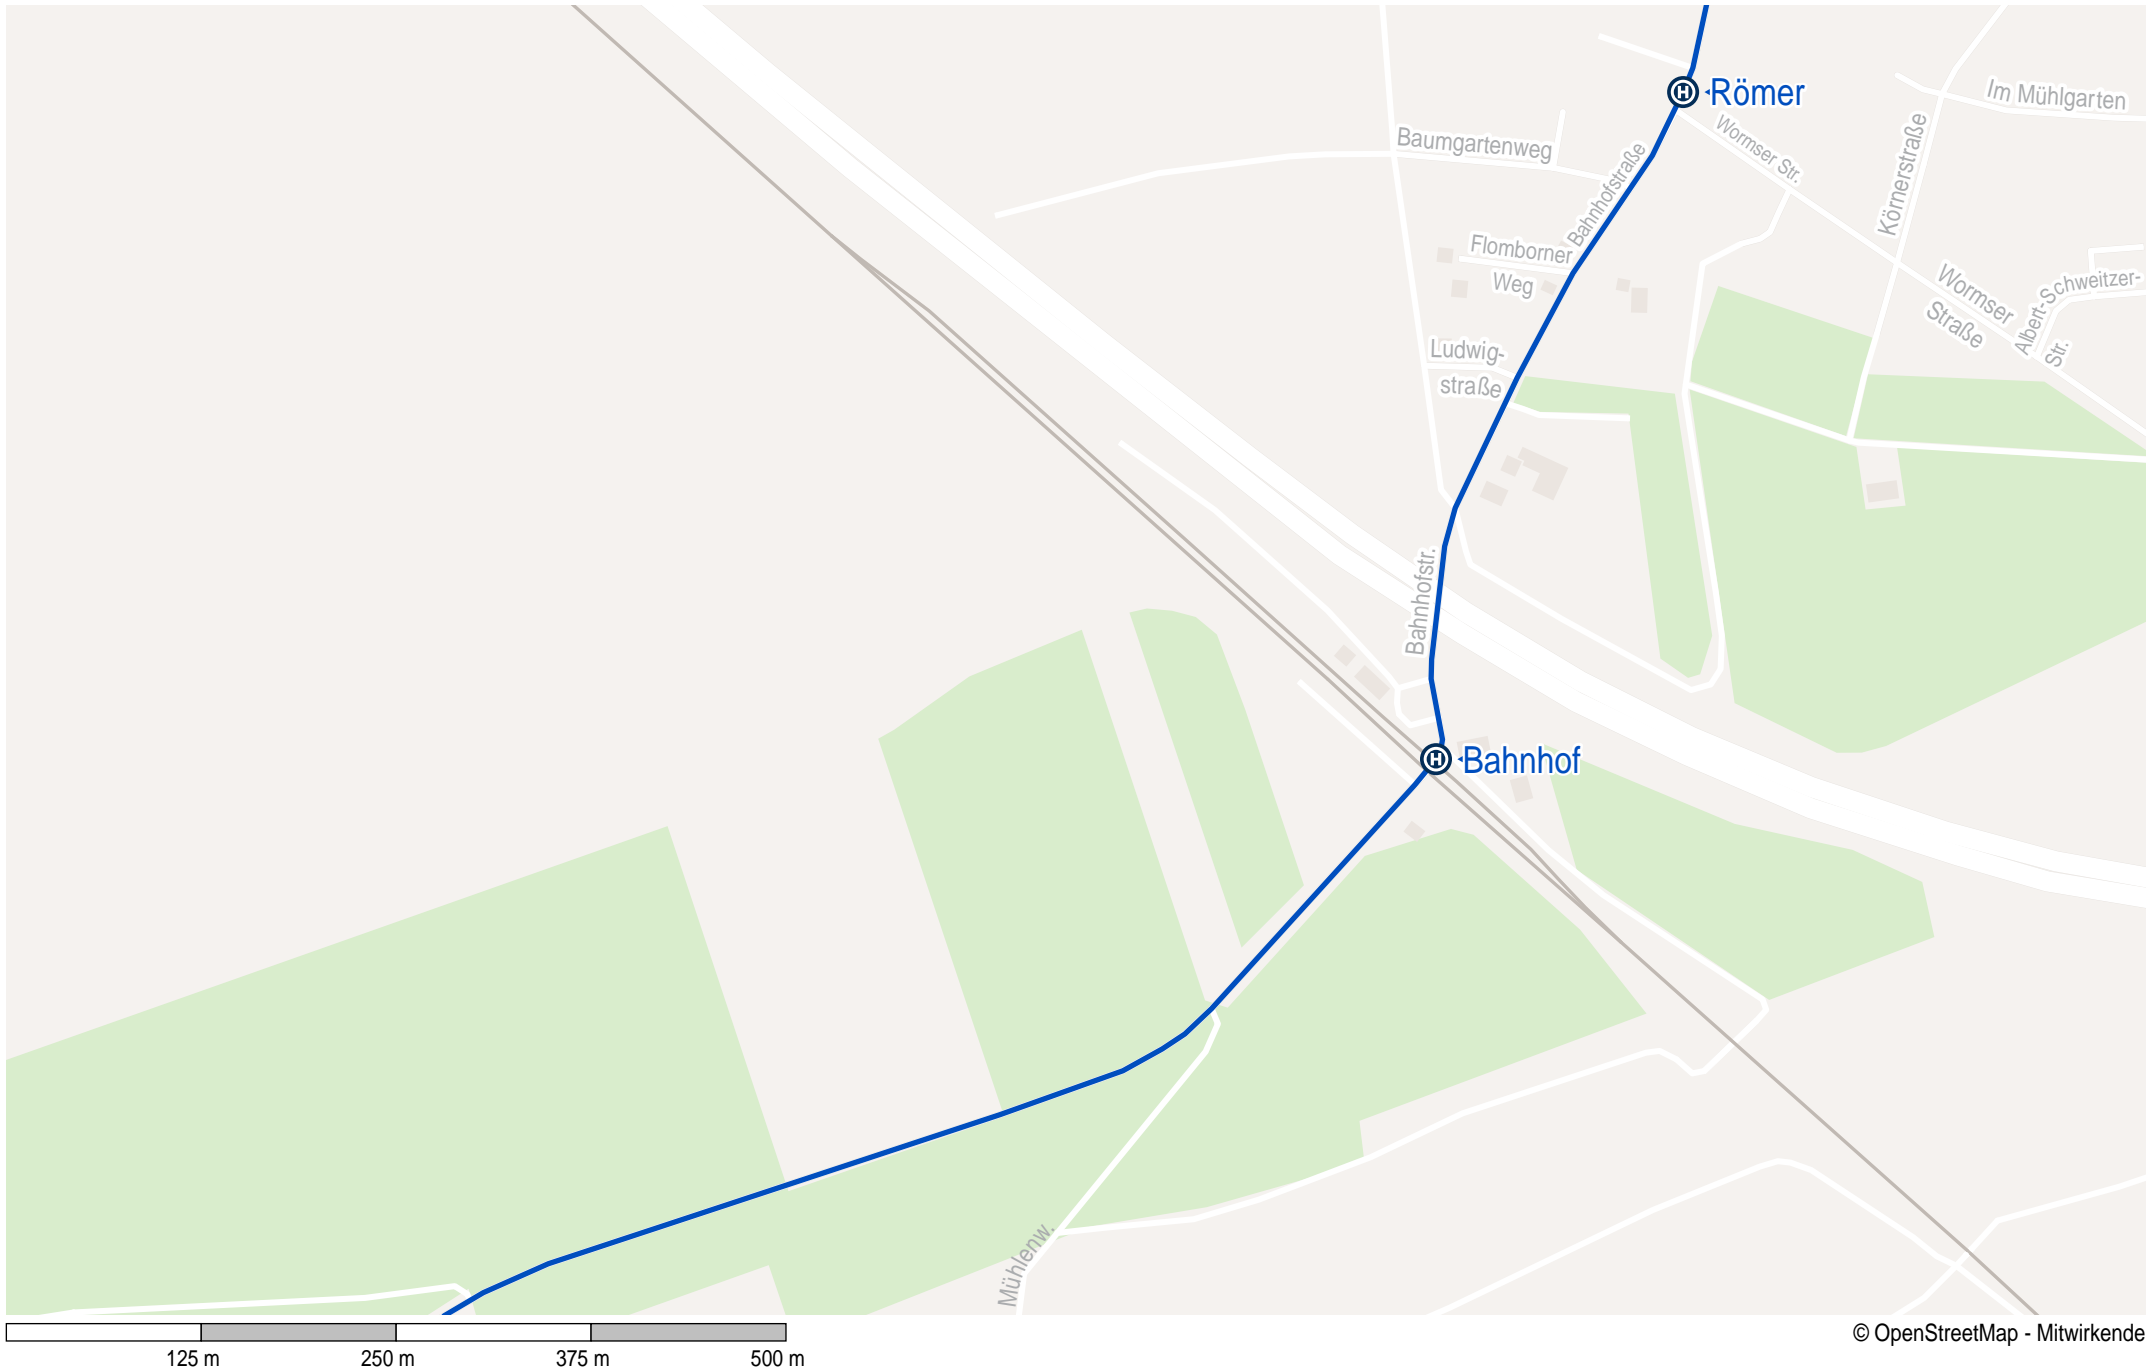 Römer
Im Mühlgarten
Wormser Str.
Baumgartenweg
Bahnhofstraße
Körnerstraße
Flomborner
Weg
Wormser
Straße
Albert-Schweitzer-
Str.
Ludwig-
straße
Bahnhofstr.
Bahnhof
Mühlenw.
© OpenStreetMap - Mitwirkende
125 m
250 m
375 m
500 m